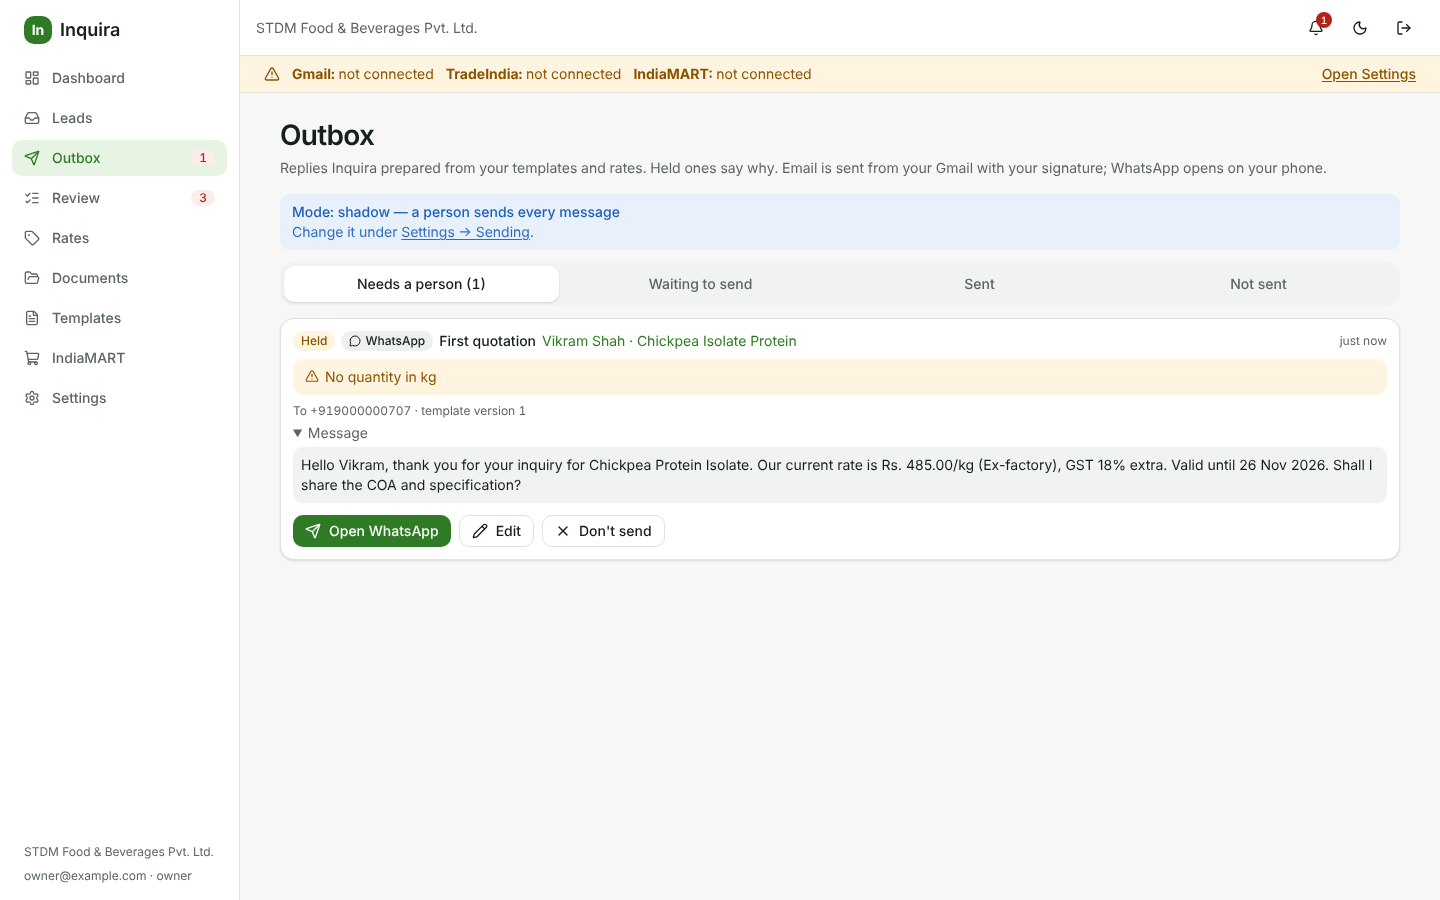 In Inquira
STDM Food & Beverages Pvt. Ltd.
1
Gmail: not connected TradeIndia: not connected IndiaMART: not connected
Open Settings
Dashboard
Leads
Outbox 1
Review 3
Rates
Documents
Templates
IndiaMART
Settings
Outbox
Replies Inquira prepared from your templates and rates. Held ones say why. Email is sent from your Gmail with your signature; WhatsApp opens on your phone.
Mode: shadow — a person sends every message
Change it under Settings → Sending.
Needs a person (1) Waiting to send Sent Not sent
Held WhatsApp First quotation Vikram Shah · Chickpea Isolate Protein just now
No quantity in kg
To +919000000707 · template version 1
▼ Message
Hello Vikram, thank you for your inquiry for Chickpea Protein Isolate. Our current rate is Rs. 485.00/kg (Ex-factory), GST 18% extra. Valid until 26 Nov 2026. Shall I
share the COA and specification?
Open WhatsApp Edit Don't send
STDM Food & Beverages Pvt. Ltd.
owner@example.com · owner